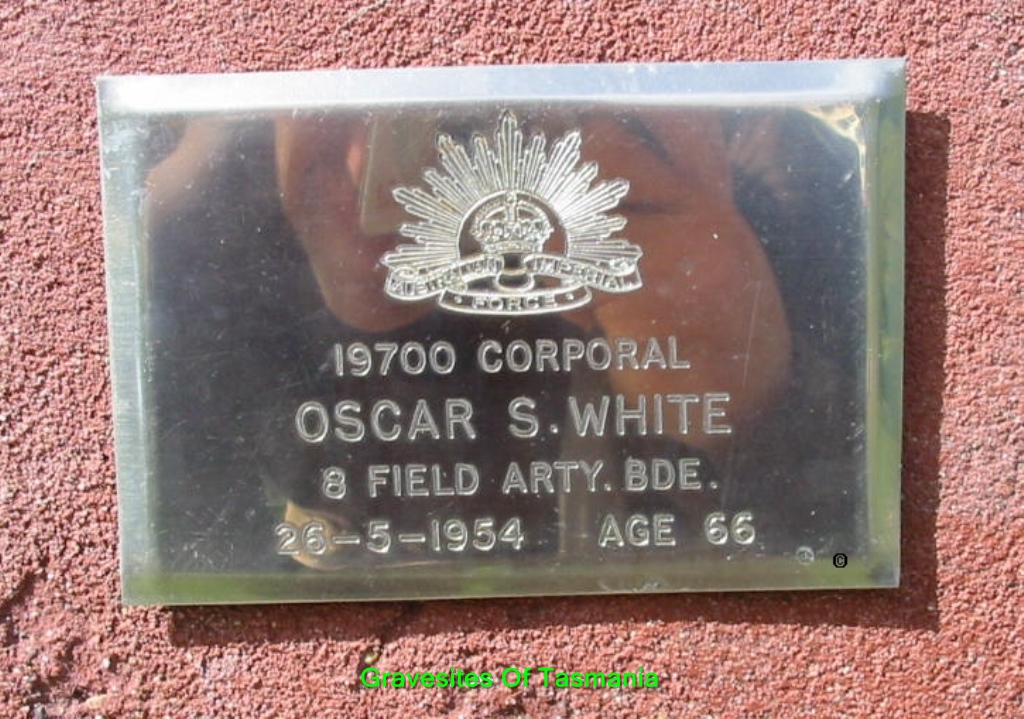 AUSTRALIAN IMPERIAL
• FORCE •
19700 CORPORAL
OSCAR S. WHITE
8 FIELD ARTY. BDE.
26-5-1954 AGE 66
©
Gravesites Of Tasmania